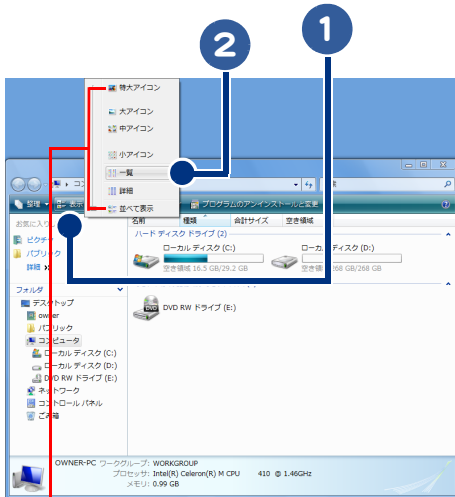 2
1
特大アイコン
大アイコン
中アイコン
小アイコン
一覧
詳細
並べて表示
整理
表示
プログラムのアンインストールと変更
お気に入り
ピクチャ
パブリック
詳細
フォルダ
デスクトップ
owner
パブリック
コンピュータ
ローカル ディスク (C:)
ローカル ディスク (D:)
DVD RW ドライブ (E:)
ネットワーク
コントロール パネル
ごみ箱
名前 種類 合計サイズ 空き領域
ハード ディスク ドライブ (2)
ローカル ディスク (C:)
空き領域 16.5 GB/29.2 GB
ローカル ディスク (D:)
空き領域 268 GB/268 GB
DVD RW ドライブ (E:)
DVD
OWNER-PC ワークグループ: WORKGROUP
プロセッサ: Intel(R) Celeron(R) M CPU 410 @ 1.46GHz
メモリ: 0.99 GB